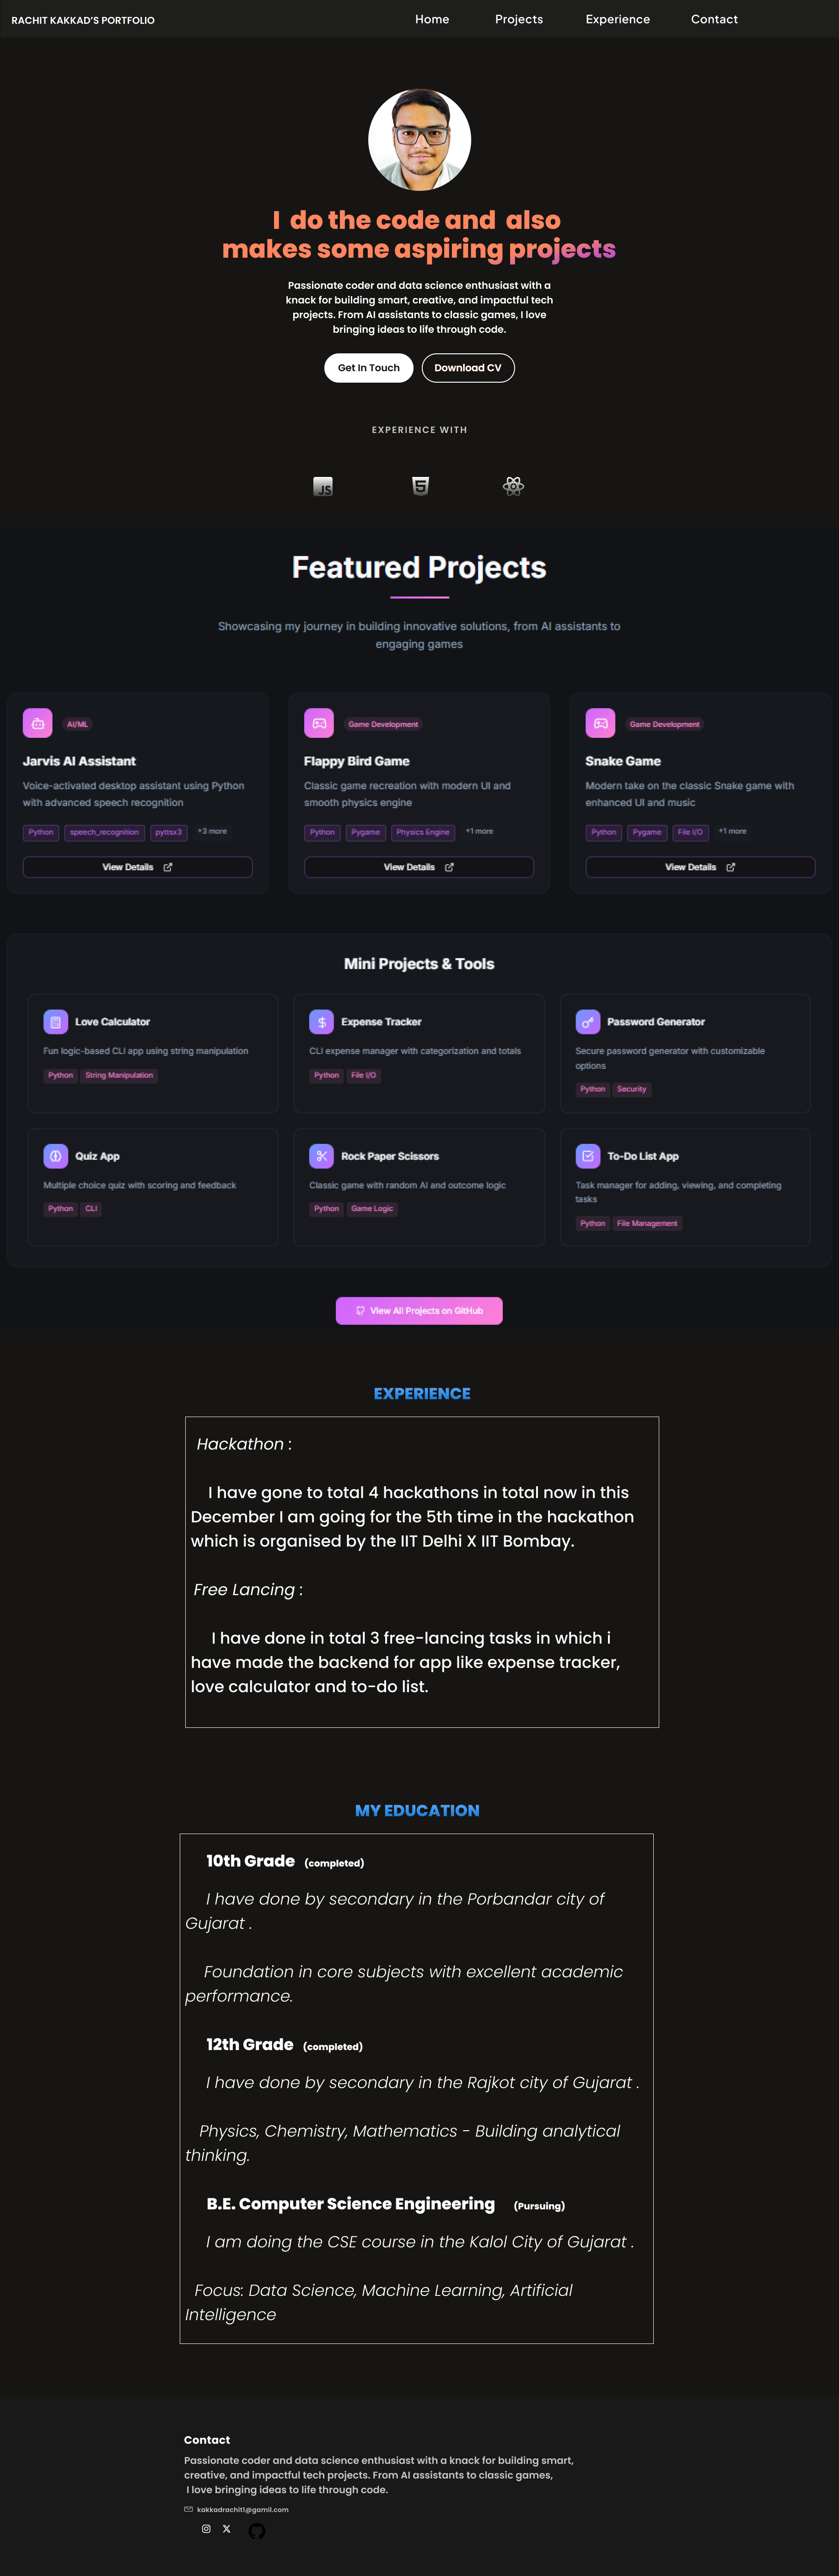 RACHIT KAKKAD'S PORTFOLIO
Home Projects Experience Contact
I do the code and also
makes some aspiring projects
Passionate coder and data science enthusiast with a
knack for building smart, creative, and impactful tech
projects. From AI assistants to classic games, I love
bringing ideas to life through code.
Get In Touch
Download CV
EXPERIENCE WITH
JS
5
Featured Projects
Showcasing my journey in building innovative solutions, from AI assistants to
engaging games
AI/ML
Jarvis AI Assistant
Voice-activated desktop assistant using Python
with advanced speech recognition
Python speech_recognition pyttsx3 +3 more
View Details
Game Development
Flappy Bird Game
Classic game recreation with modern UI and
smooth physics engine
Python Pygame Physics Engine +1 more
View Details
Game Development
Snake Game
Modern take on the classic Snake game with
enhanced UI and music
Python Pygame File I/O +1 more
View Details
Mini Projects & Tools
Love Calculator
Fun logic-based CLI app using string manipulation
Python String Manipulation
$
Expense Tracker
CLI expense manager with categorization and totals
Python File I/O
Password Generator
Secure password generator with customizable
options
Python Security
Quiz App
Multiple choice quiz with scoring and feedback
Python CLI
Rock Paper Scissors
Classic game with random AI and outcome logic
Python Game Logic
To-Do List App
Task manager for adding, viewing, and completing
tasks
Python File Management
View All Projects on GitHub
EXPERIENCE
Hackathon :
I have gone to total 4 hackathons in total now in this
December I am going for the 5th time in the hackathon
which is organised by the IIT Delhi X IIT Bombay.
Free Lancing :
I have done in total 3 free-lancing tasks in which i
have made the backend for app like expense tracker,
love calculator and to-do list.
MY EDUCATION
10th Grade (completed)
I have done by secondary in the Porbandar city of
Gujarat .
Foundation in core subjects with excellent academic
performance.
12th Grade (completed)
I have done by secondary in the Rajkot city of Gujarat .
Physics, Chemistry, Mathematics - Building analytical
thinking.
B.E. Computer Science Engineering (Pursuing)
I am doing the CSE course in the Kalol City of Gujarat .
Focus: Data Science, Machine Learning, Artificial
Intelligence
Contact
Passionate coder and data science enthusiast with a knack for building smart,
creative, and impactful tech projects. From AI assistants to classic games,
I love bringing ideas to life through code.
kakkadrachit1@gamil.com